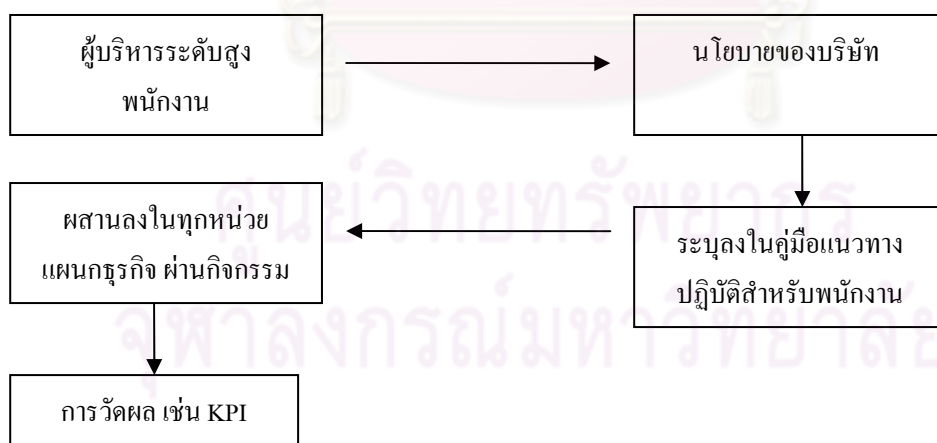 ผู้บริหารระดับสูง
พนักงาน
นโยบายของบริษัท
ระบุลงในคู่มือแนวทาง
ปฏิบัติสำหรับพนักงาน
ผสานลงในทุกหน่วย
แผนกธุรกิจ ผ่านกิจกรรม
การวัดผล เช่น KPI
ศูนย์วิทยทรัพยากร
จุฬาลงกรณ์มหาวิทยาลัย